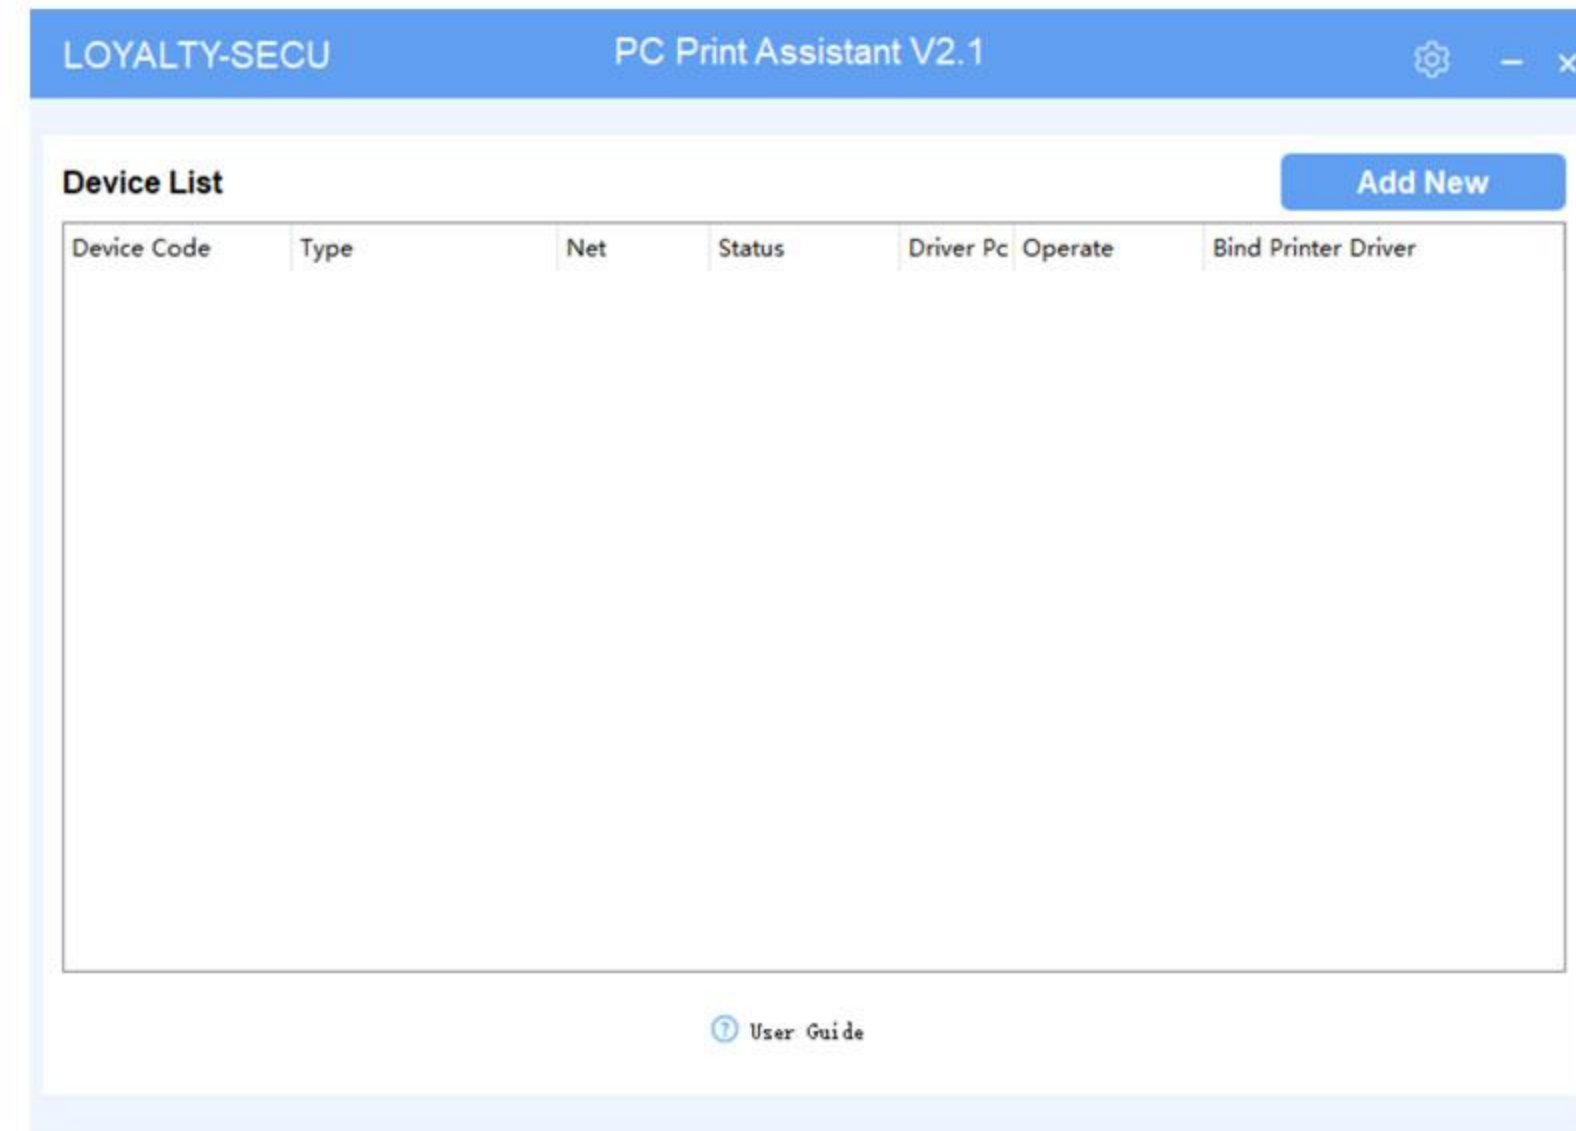 LOYALTY-SECU PC Print Assistant V2.1
Device List Add New
Device Code Type Net Status Driver Pc Operate Bind Printer Driver
User Guide